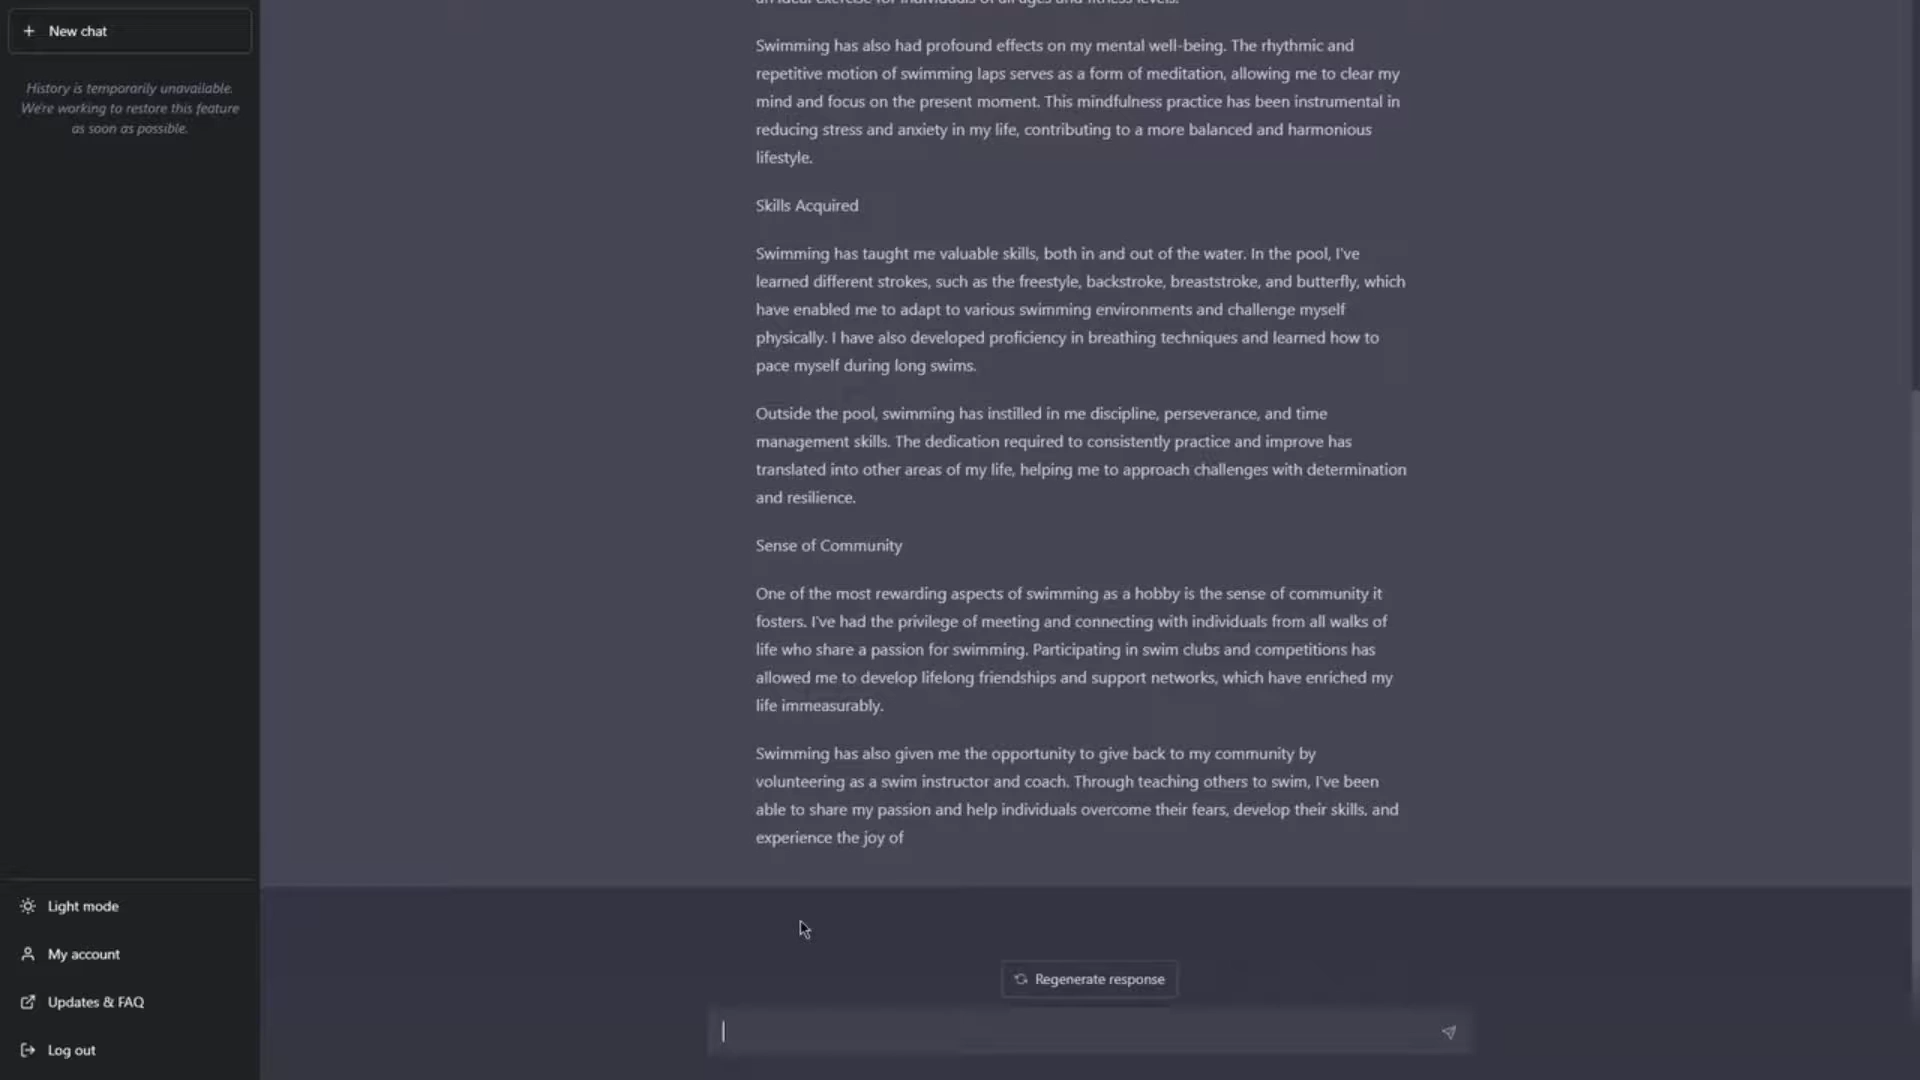 New chat
History is temporarily unavailable.
We're working to restore this feature
as soon as possible.
an ideal exercise for individuals of all ages and fitness levels.
Swimming has also had profound effects on my mental well-being. The rhythmic and
repetitive motion of swimming laps serves as a form of meditation, allowing me to clear my
mind and focus on the present moment. This mindfulness practice has been instrumental in
reducing stress and anxiety in my life, contributing to a more balanced and harmonious
lifestyle.
Skills Acquired
Swimming has taught me valuable skills, both in and out of the water. In the pool, I've
learned different strokes, such as the freestyle, backstroke, breaststroke, and butterfly, which
have enabled me to adapt to various swimming environments and challenge myself
physically. I have also developed proficiency in breathing techniques and learned how to
pace myself during long swims.
Outside the pool, swimming has instilled in me discipline, perseverance, and time
management skills. The dedication required to consistently practice and improve has
translated into other areas of my life, helping me to approach challenges with determination
and resilience.
Sense of Community
One of the most rewarding aspects of swimming as a hobby is the sense of community it
fosters. I've had the privilege of meeting and connecting with individuals from all walks of
life who share a passion for swimming. Participating in swim clubs and competitions has
allowed me to develop lifelong friendships and support networks, which have enriched my
life immeasurably.
Swimming has also given me the opportunity to give back to my community by
volunteering as a swim instructor and coach. Through teaching others to swim, I've been
able to share my passion and help individuals overcome their fears, develop their skills, and
experience the joy of
Light mode
My account
Updates & FAQ
Log out
Regenerate response